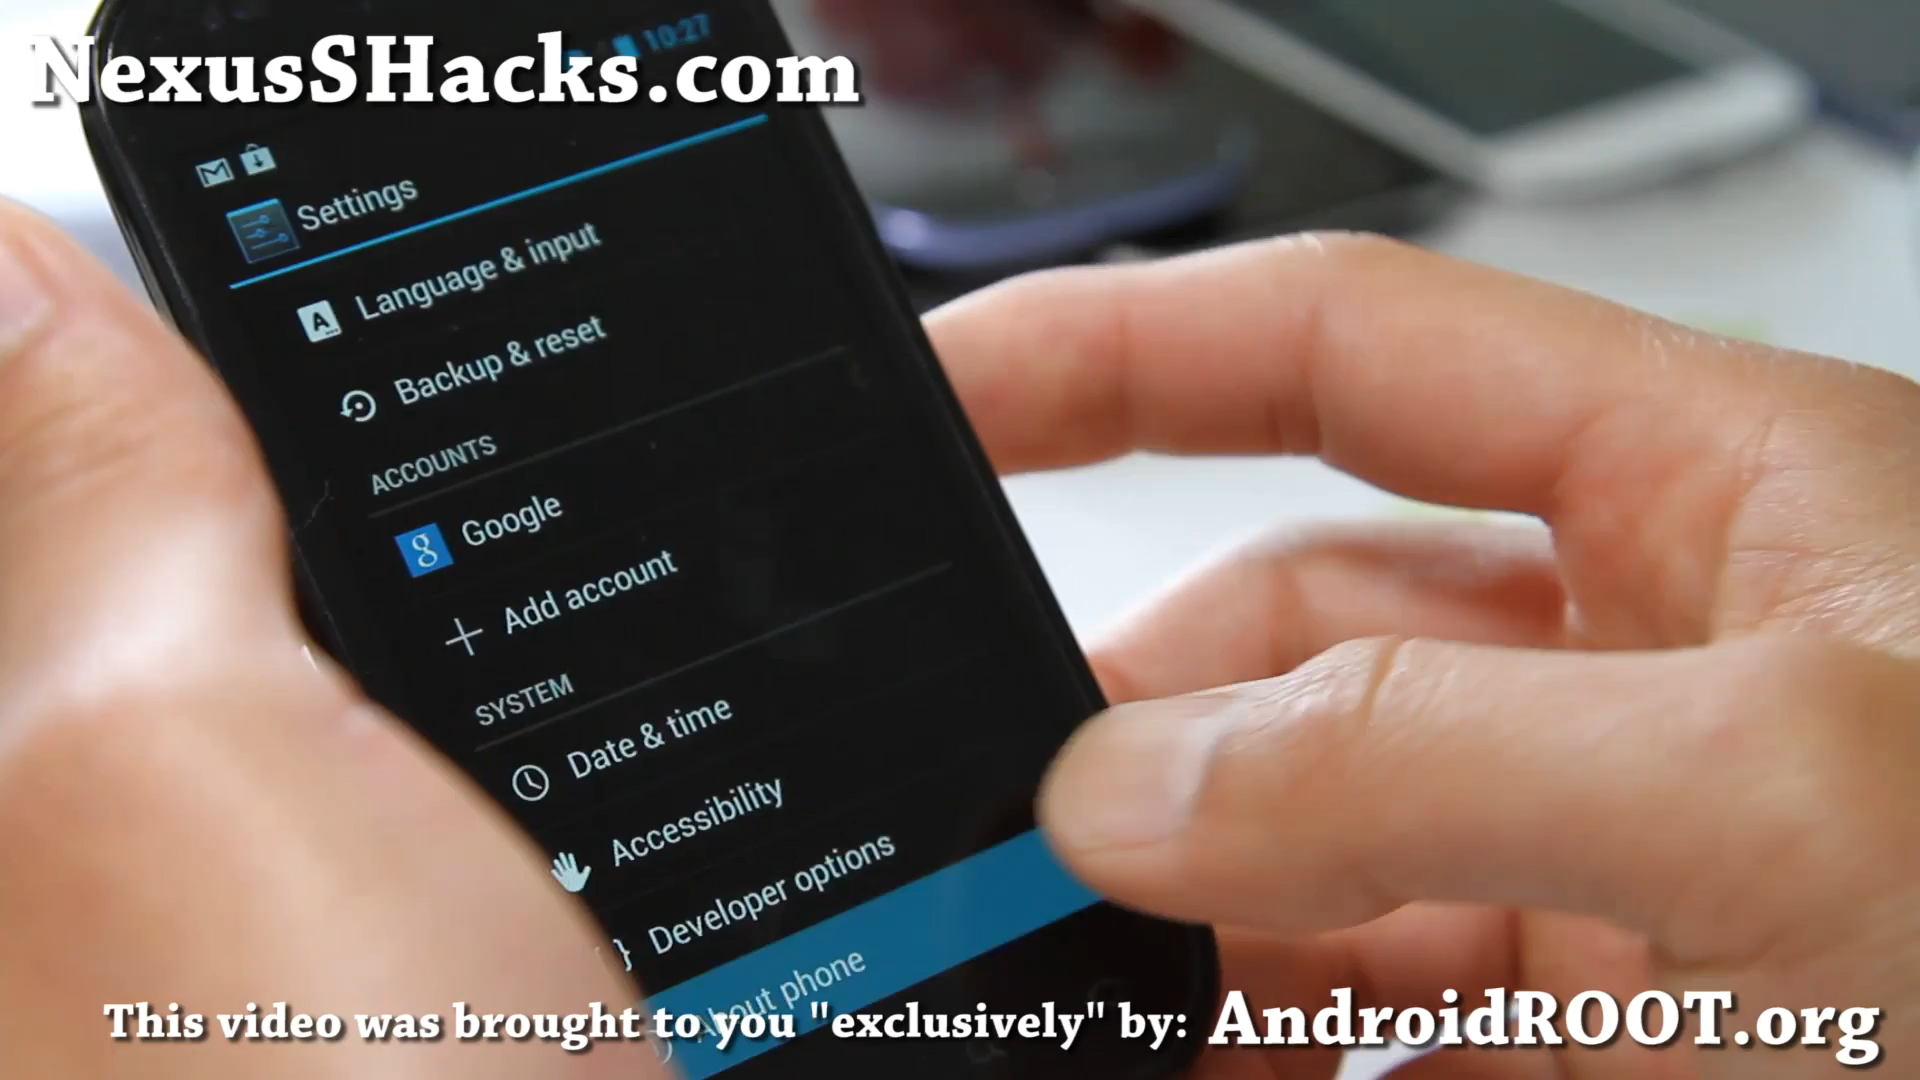 NexusSHacks.com
10:27
Settings
Language & input
Backup & reset
ACCOUNTS
Google
Add account
SYSTEM
Date & time
Accessibility
Developer options
About phone
This video was brought to you "exclusively" by: AndroidROOT.org